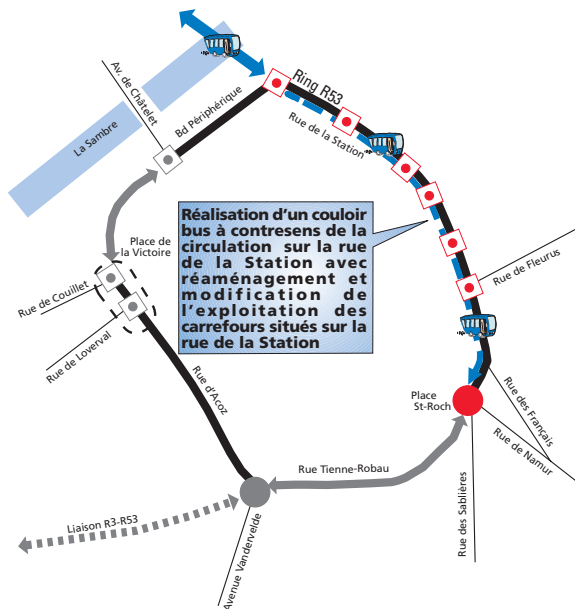 Av. de Châtelet
Ring R53
La Sambre
Bd Périphérique
Rue de la Station
Réalisation d'un couloir
bus à contresens de la
circulation sur la rue
de la Station avec
réaménagement et
modification de
l'exploitation des
carrefours situés sur la
rue de la Station
Place de
la Victoire
Rue de Fleurus
Rue de Couillet
Rue de Loverval
Rue d'Acoz
Place
St-Roch
Rue des Français
Rue de Namur
Rue Tienne-Robau
Rue des Sablières
Liaison R3-R53
Avenue Vandervelde